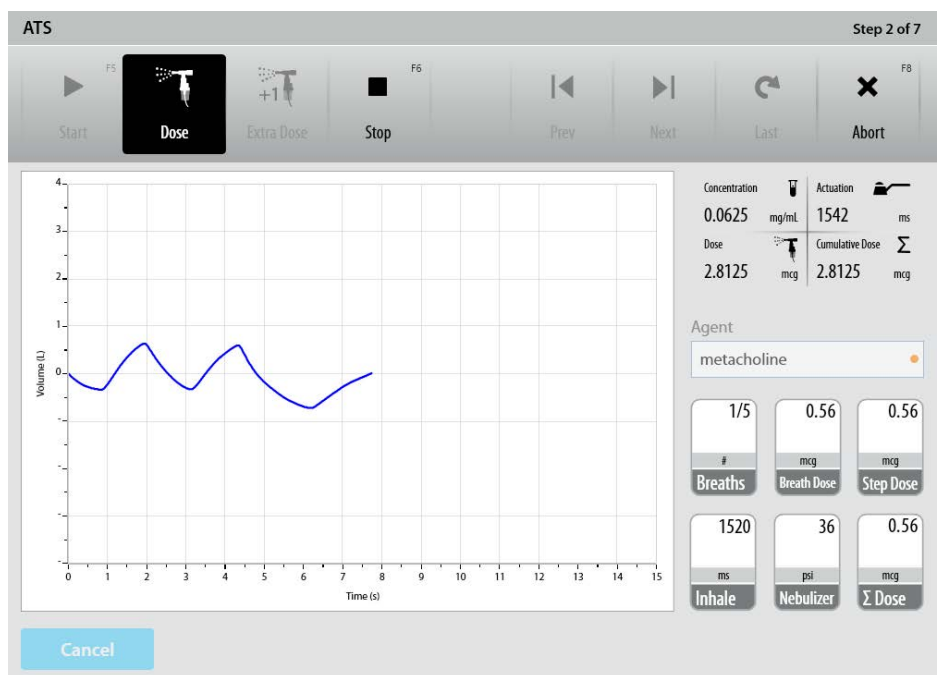 ATS
Step 2 of 7
F5
F6
F8
+1
Start
Dose
Extra Dose
Stop
Prev
Next
Last
Abort
Concentration
Actuation
0.0625 mg/mL
1542 ms
Dose
Cumulative Dose Σ
2.8125 mcg
2.8125 mcg
Agent
metacholine
1/5
#
Breaths
0.56
mcg
Breath Dose
0.56
mcg
Step Dose
1520
ms
Inhale
36
psi
Nebulizer
0.56
mcg
Σ Dose
4
3
2
1
0
-
-
-
-
Volume (L)
0 1 2 3 4 5 6 7 8 9 10 11 12 13 14 15
Time (s)
Cancel